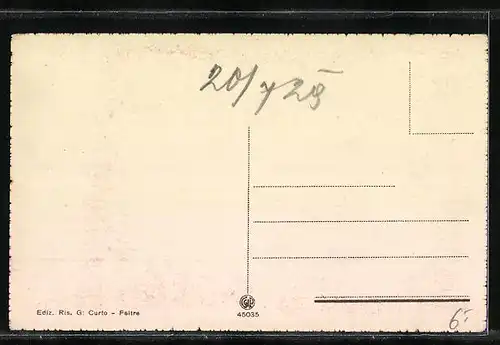 20/7 29
Ediz. Ris. G. Curto - Feltre
45035
6.-